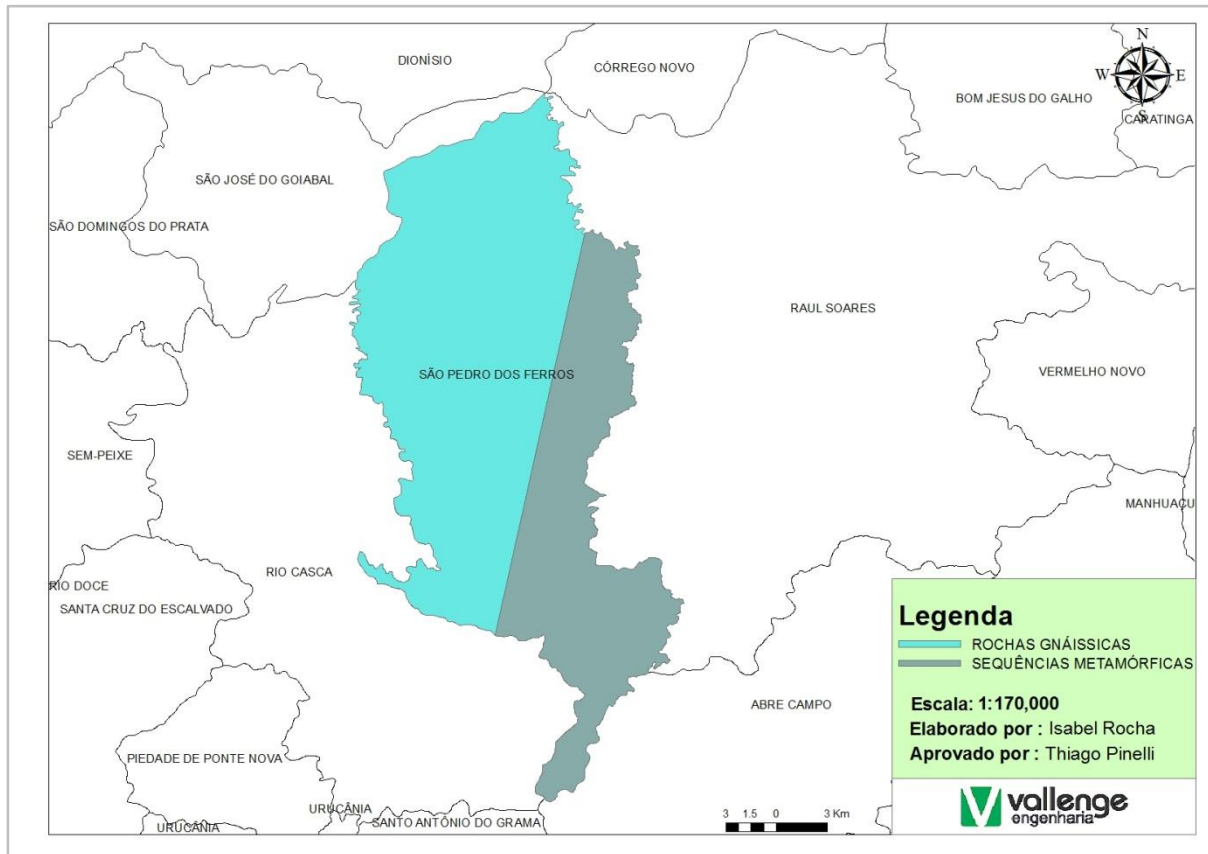 DIONÍSIO
CÓRREGO NOVO
N
W E
S
BOM JESUS DO GALHO
CARATINGA
SÃO JOSÉ DO GOIABAL
SÃO DOMINGOS DO PRATA
RAUL SOARES
SÃO PEDRO DOS FERROS
VERMELHO NOVO
SEM-PEIXE
MANHUAÇU
RIO CASCA
RIO DOCE
SANTA CRUZ DO ESCALVADO
Legenda
ROCHAS GNÁISSICAS
SEQUÊNCIAS METAMÓRFICAS
Escala: 1:170,000
Elaborado por : Isabel Rocha
Aprovado por : Thiago Pinelli
ABRE CAMPO
PIEDADE DE PONTE NOVA
URUCÂNIA
URUCÂNIA
SANTO ANTÔNIO DO GRAMA
3 1.5 0 3 Km
vallenge
engenharia